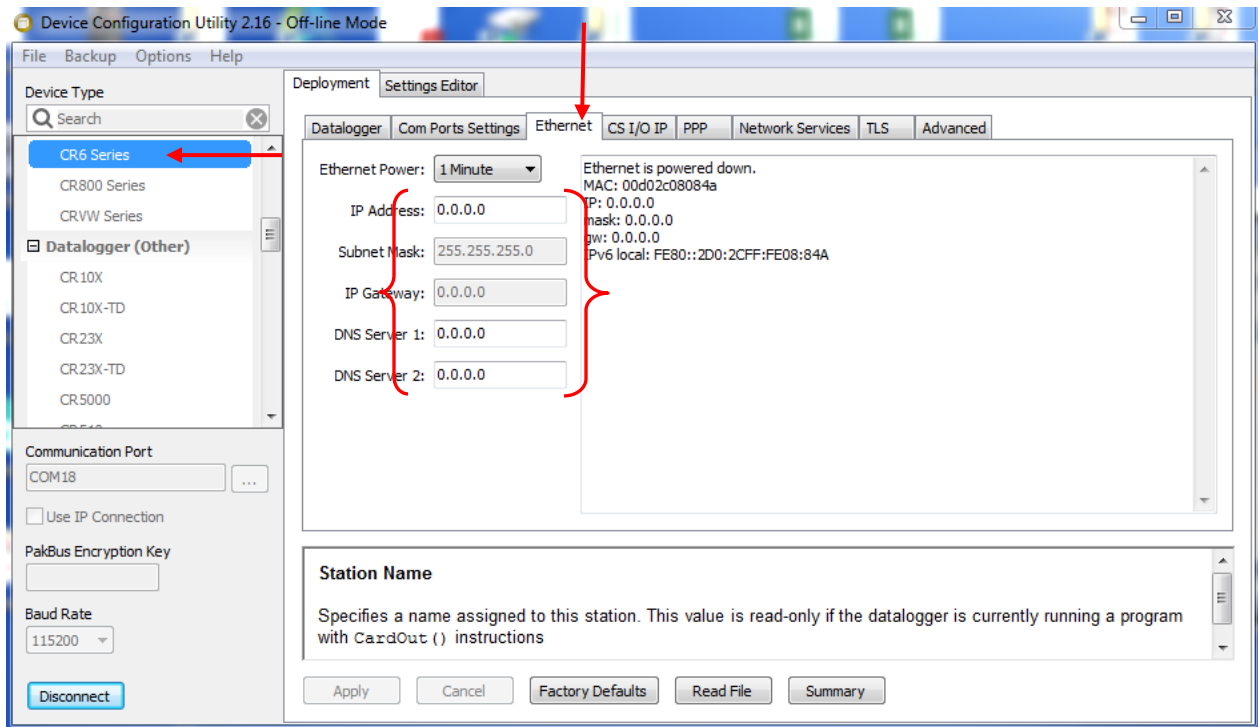 Device Configuration Utility 2.16 - Off-line Mode
File Backup Options Help
Device Type
Search
CR6 Series
CR800 Series
CRVW Series
Datalogger (Other)
CR10X
CR10X-TD
CR23X
CR23X-TD
CR5000
Communication Port
COM18
...
Use IP Connection
PakBus Encryption Key
Baud Rate
115200
Disconnect
Deployment Settings Editor
Datalogger Com Ports Settings Ethernet CS I/O IP PPP Network Services TLS Advanced
Ethernet Power: 1 Minute
IP Address: 0.0.0.0
Subnet Mask: 255.255.255.0
IP Gateway: 0.0.0.0
DNS Server 1: 0.0.0.0
DNS Server 2: 0.0.0.0
Ethernet is powered down.
MAC: 00d02c08084a
IP: 0.0.0.0
mask: 0.0.0.0
gw: 0.0.0.0
IPv6 local: FE80::2D0:2CFF:FE08:84A
Station Name
Specifies a name assigned to this station. This value is read-only if the datalogger is currently running a program
with CardOut() instructions
Apply Cancel Factory Defaults Read File Summary